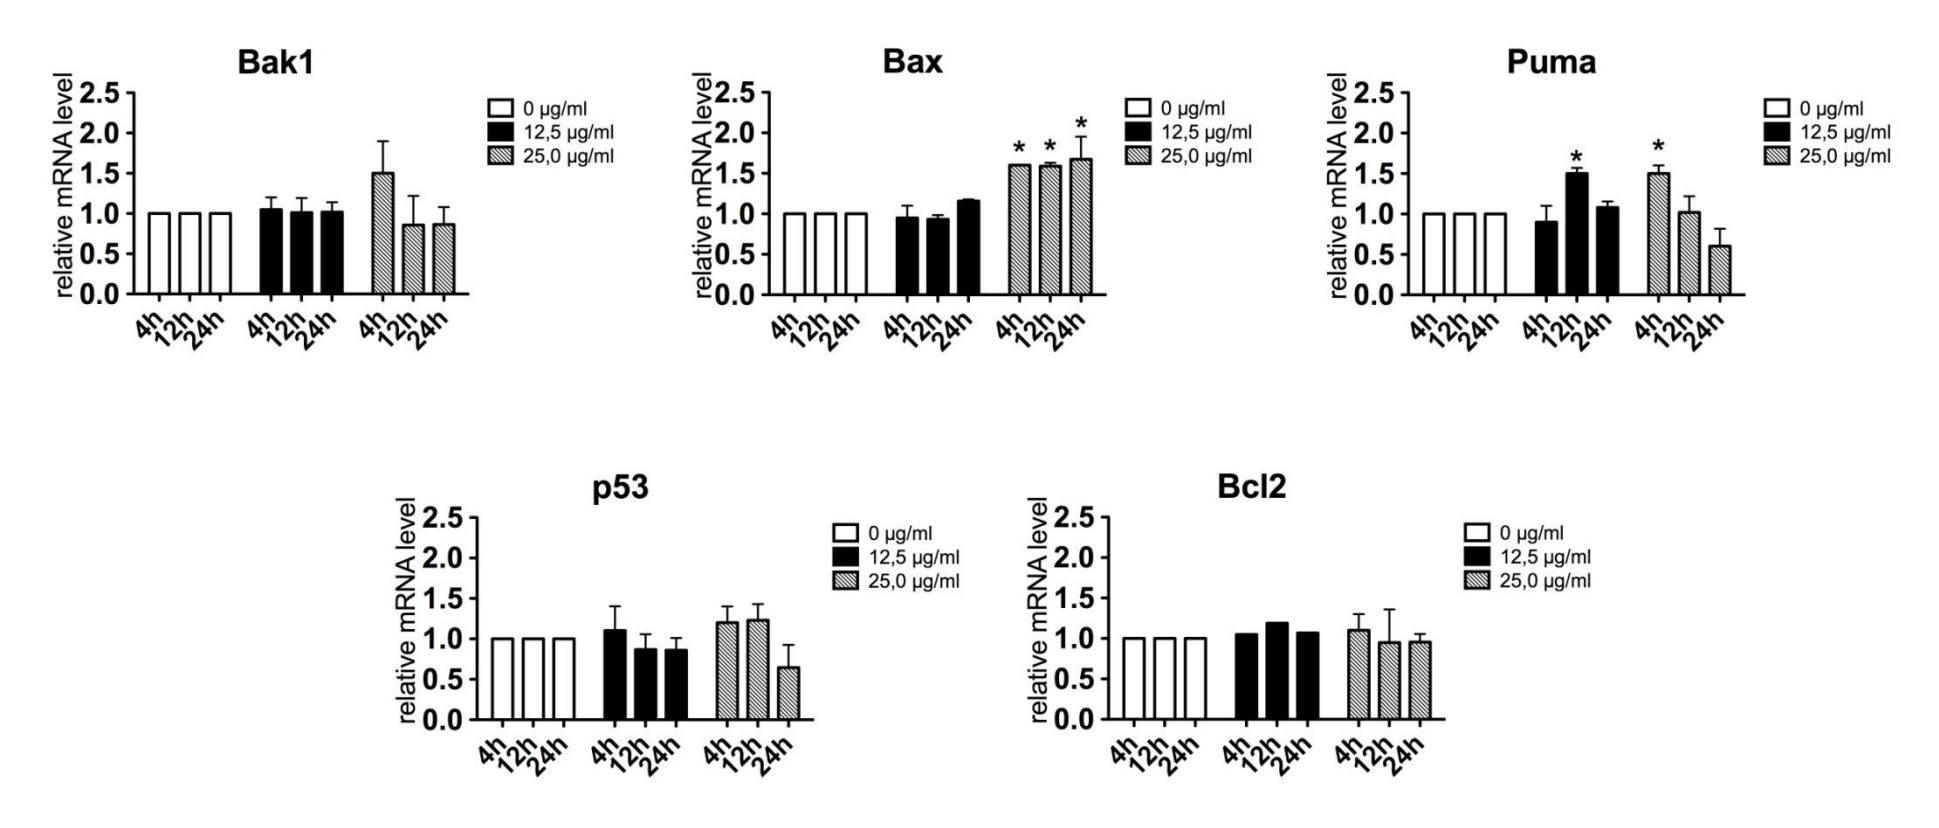 Bak1
relative mRNA level
2.5
2.0
1.5
1.0
0.5
0.0
4h
12h
24h
4h
12h
24h
4h
12h
24h
0 µg/ml
12,5 µg/ml
25,0 µg/ml
Bax
relative mRNA level
2.5
2.0
1.5
1.0
0.5
0.0
* * *
4h
12h
24h
4h
12h
24h
4h
12h
24h
0 µg/ml
12,5 µg/ml
25,0 µg/ml
Puma
relative mRNA level
2.5
2.0
1.5
1.0
0.5
0.0
* *
4h
12h
24h
4h
12h
24h
4h
12h
24h
0 µg/ml
12,5 µg/ml
25,0 µg/ml
p53
relative mRNA level
2.5
2.0
1.5
1.0
0.5
0.0
4h
12h
24h
4h
12h
24h
4h
12h
24h
0 µg/ml
12,5 µg/ml
25,0 µg/ml
Bcl2
relative mRNA level
2.5
2.0
1.5
1.0
0.5
0.0
4h
12h
24h
4h
12h
24h
4h
12h
24h
0 µg/ml
12,5 µg/ml
25,0 µg/ml